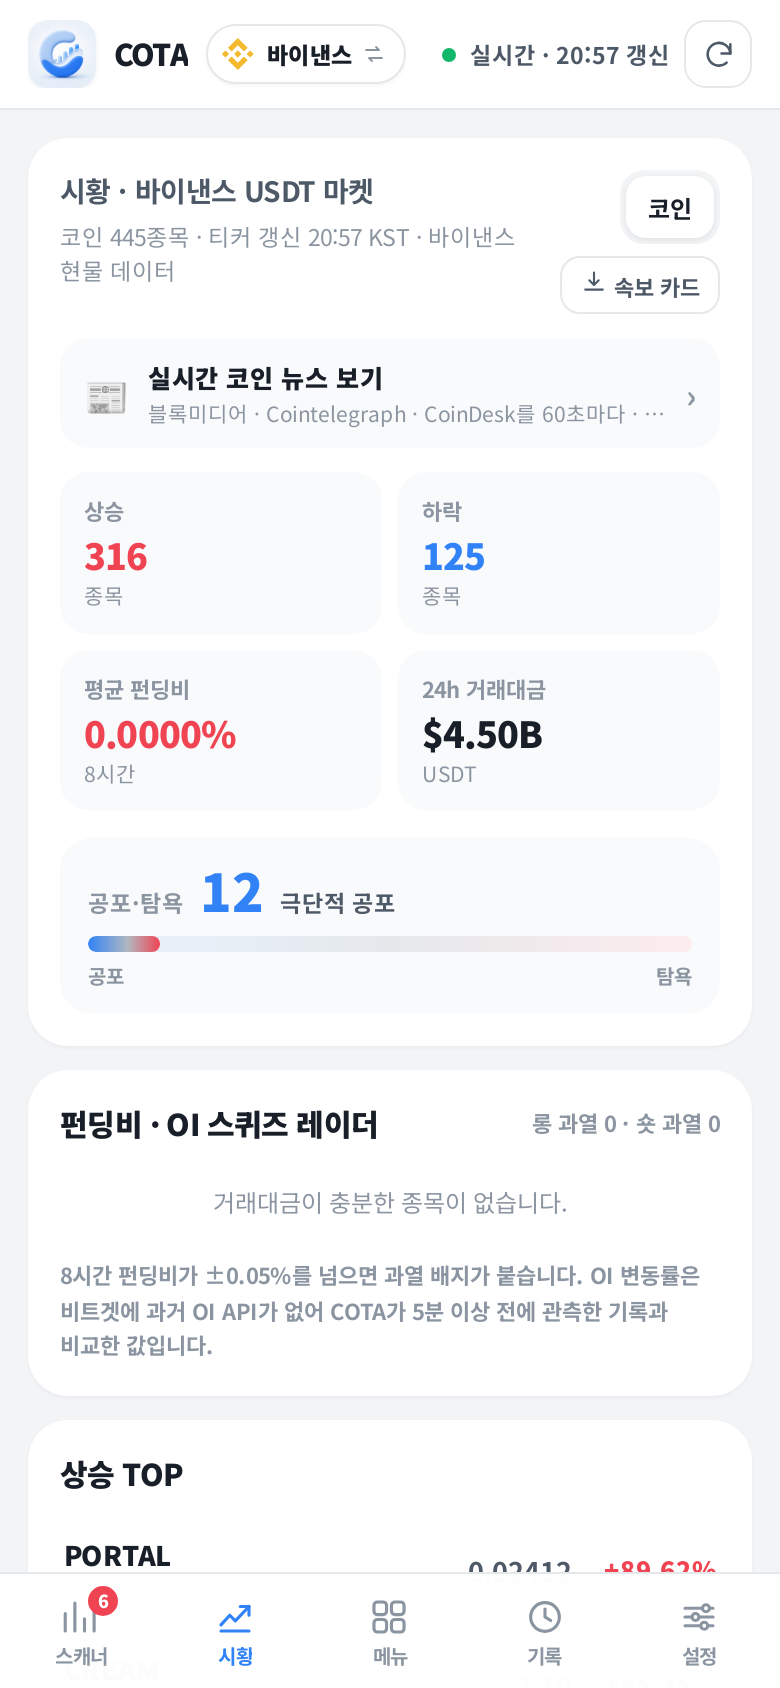 COTA
바이낸스
실시간 · 20:57 갱신
시황 · 바이낸스 USDT 마켓
코인 445종목 · 티커 갱신 20:57 KST · 바이낸스
현물 데이터
코인
속보 카드
실시간 코인 뉴스 보기
블록미디어 · Cointelegraph · CoinDesk를 60초마다 · ...
상승
316
종목
하락
125
종목
평균 펀딩비
0.0000%
8시간
24h 거래대금
$4.50B
USDT
공포·탐욕 12 극단적 공포
공포
탐욕
펀딩비 · OI 스퀴즈 레이더
롱 과열 0 · 숏 과열 0
거래대금이 충분한 종목이 없습니다.
8시간 펀딩비가 ±0.05%를 넘으면 과열 배지가 붙습니다. OI 변동률은
비트겟에 과거 OI API가 없어 COTA가 5분 이상 전에 관측한 기록과
비교한 값입니다.
상승 TOP
PORTAL
0.02412 +89.62%
CREAM
6
스캐너
시황
메뉴
기록
설정